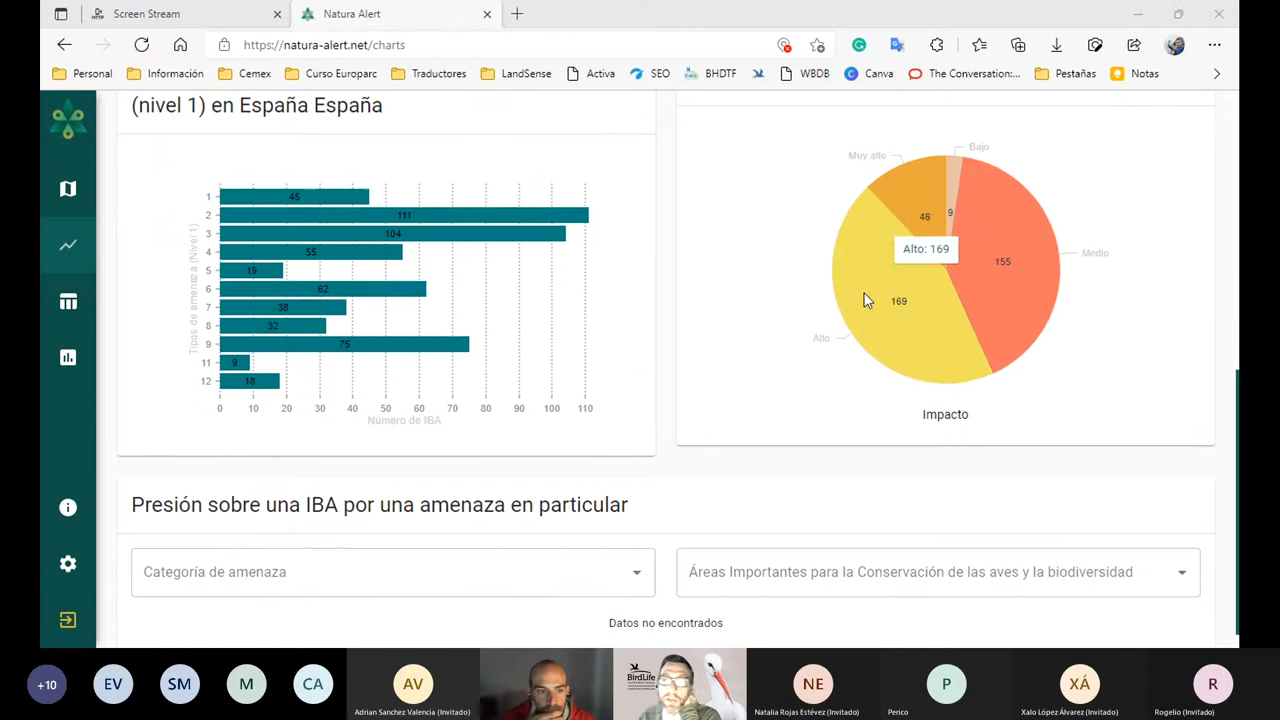 Screen Stream
Natura Alert
https://natura-alert.net/charts
Personal
Información
Cemex
Curso Europarc
Traductores
LandSense
Activa
SEO
BHDTF
WBDB
Canva
The Conversation:...
Pestañas
Notas
(nivel 1) en España España
Tipos de amenaza (Nivel 1)
1 45
2 111
3 104
4 55
5 19
6 62
7 38
8 32
9 75
11 9
12 18
0 10 20 30 40 50 60 70 80 90 100 110
Número de IBA
Muy alto
Bajo
46
9
Alto: 169
155
Medio
169
Alto
Impacto
Presión sobre una IBA por una amenaza en particular
Categoría de amenaza
Áreas Importantes para la Conservación de las aves y la biodiversidad
Datos no encontrados
+10
EV
SM
M
CA
AV
Adrian Sanchez Valencia (Invitado)
BirdLife
INTERNATIONAL
NE
Natalia Rojas Estévez (Invitado)
P
Perico
XÁ
Xalo López Álvarez (Invitado)
R
Rogelio (Invitado)